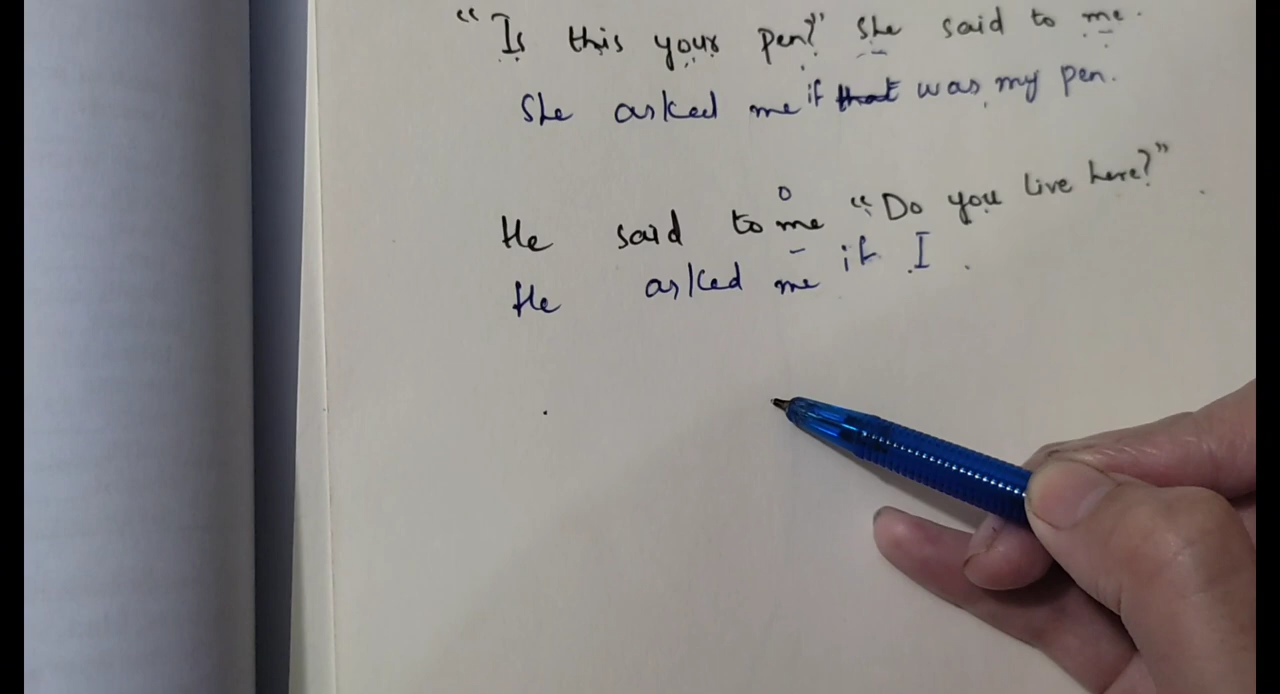 "Is this your pen?" She said to me.
She asked me if that was my pen.
He said to me "Do you live here?"
He asked me if I